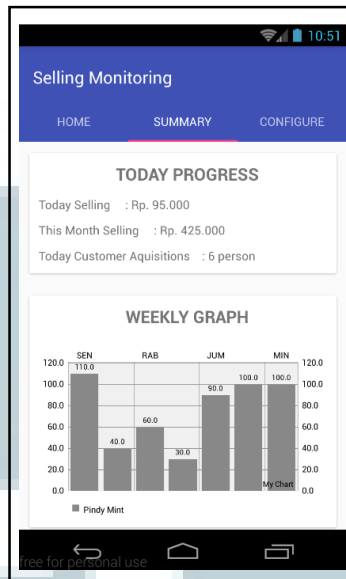 10:51
Selling Monitoring
HOME SUMMARY CONFIGURE
TODAY PROGRESS
Today Selling : Rp. 95.000
This Month Selling : Rp. 425.000
Today Customer Aquisitions : 6 person
WEEKLY GRAPH
SEN RAB JUM MIN
120.0 110.0 120.0
100.0 100.0 100.0 100.0
90.0
80.0 80.0
60.0 60.0 60.0
40.0 40.0 40.0
30.0
20.0 20.0
My Chart
0.0 0.0
Pindy Mint
free for personal use